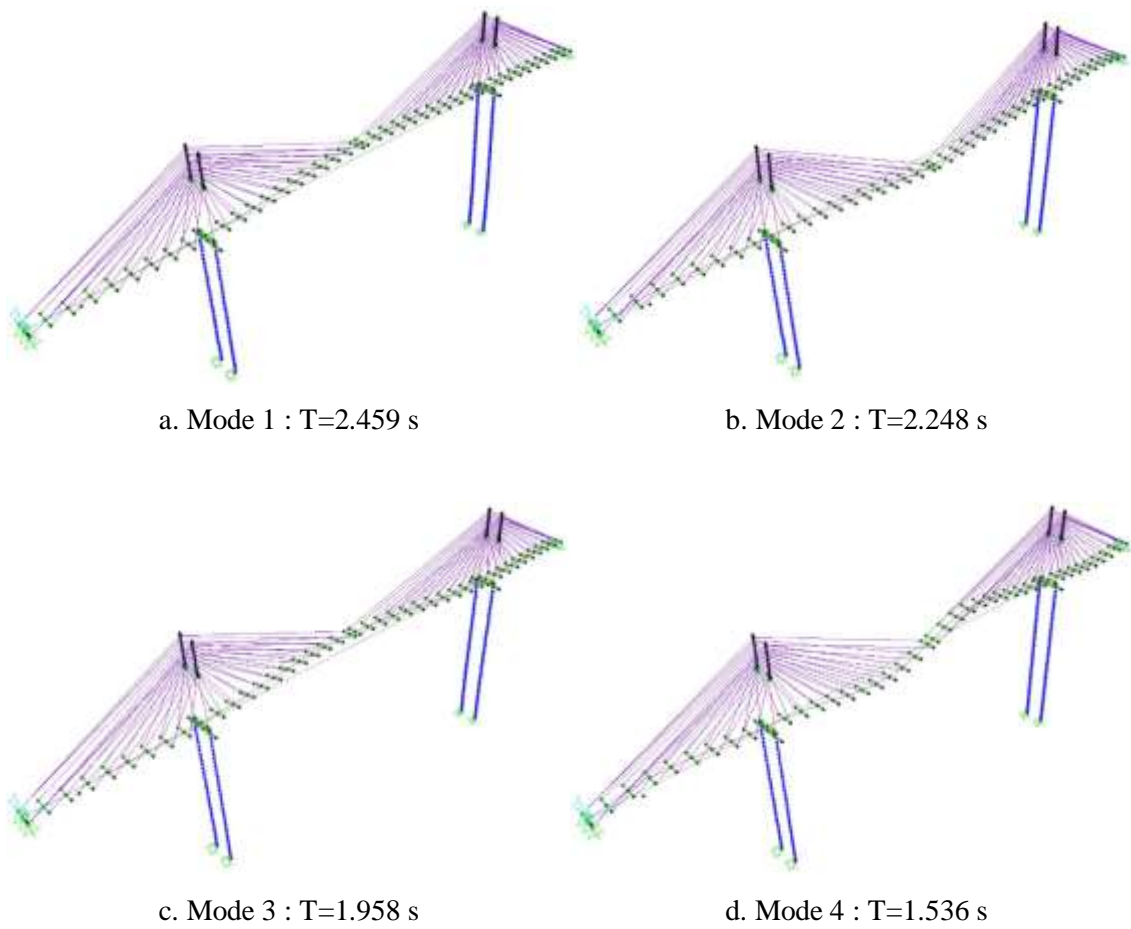 a. Mode 1 : T=2.459 s
b. Mode 2 : T=2.248 s
c. Mode 3 : T=1.958 s
d. Mode 4 : T=1.536 s